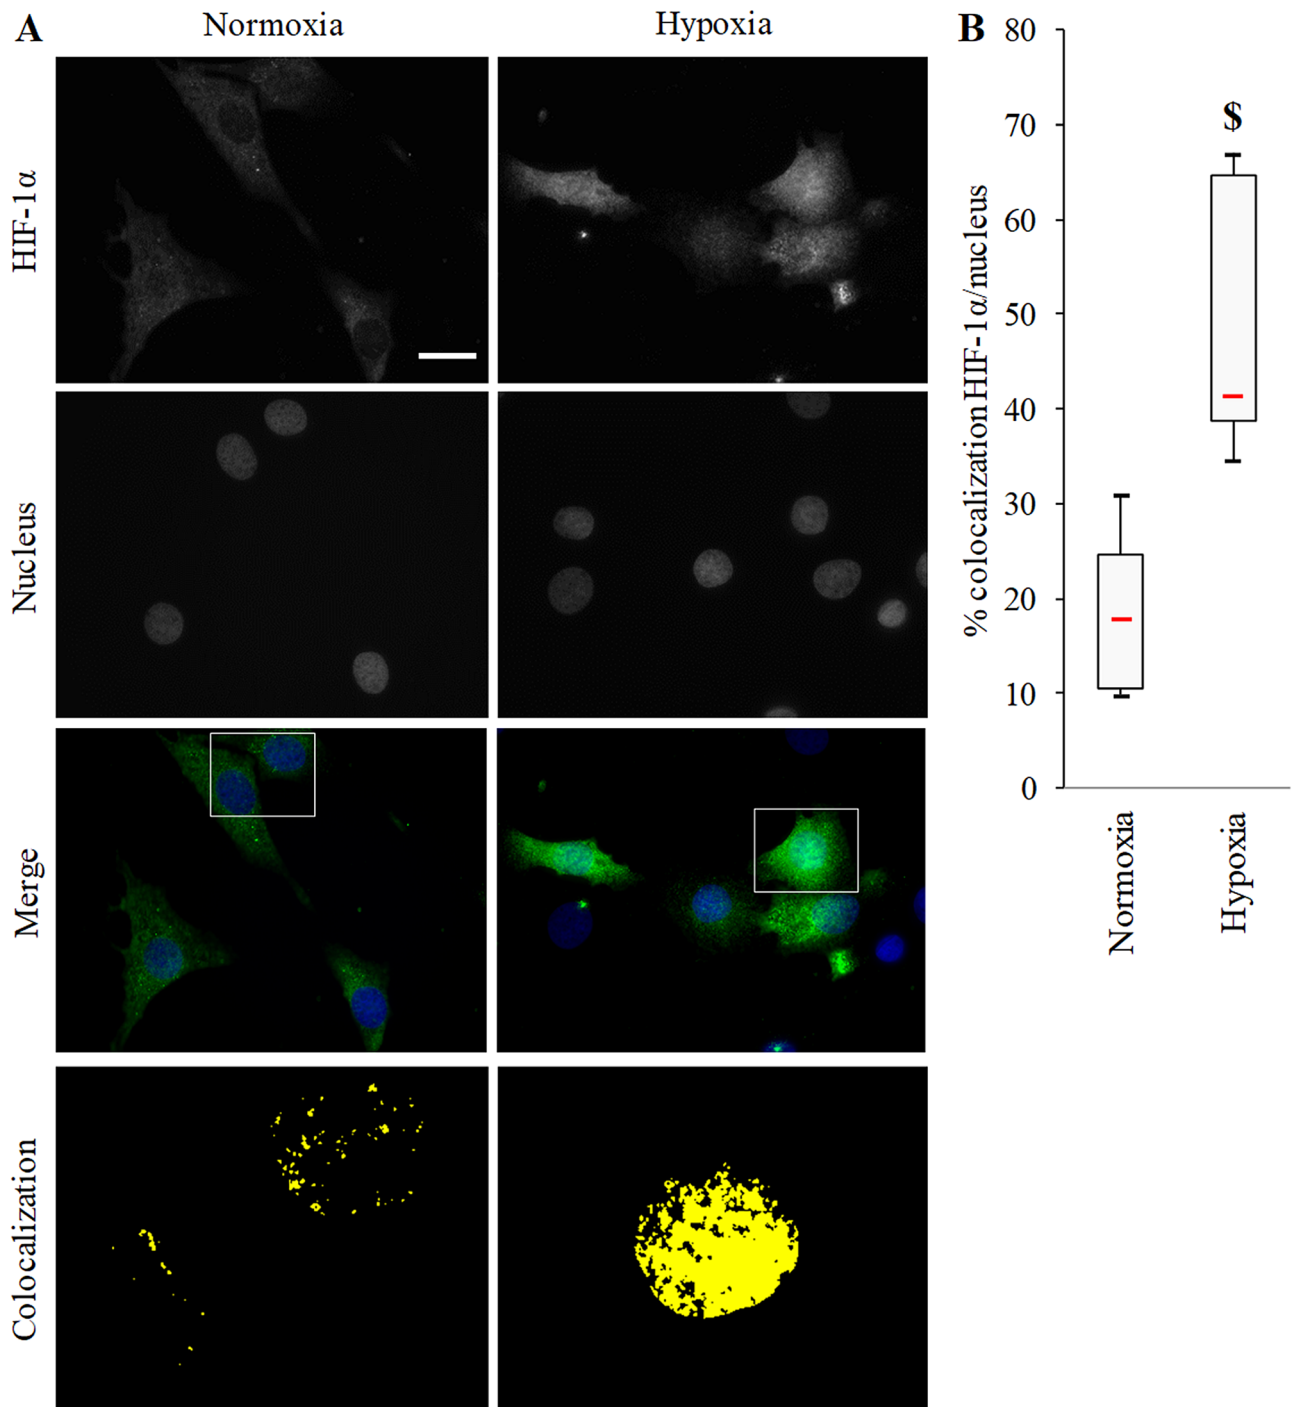 A
Normoxia
Hypoxia
HIF-1α
Nucleus
Merge
Colocalization
B
% colocalization HIF-1α/nucleus
80
70
60
50
40
30
20
10
0
$
Normoxia
Hypoxia